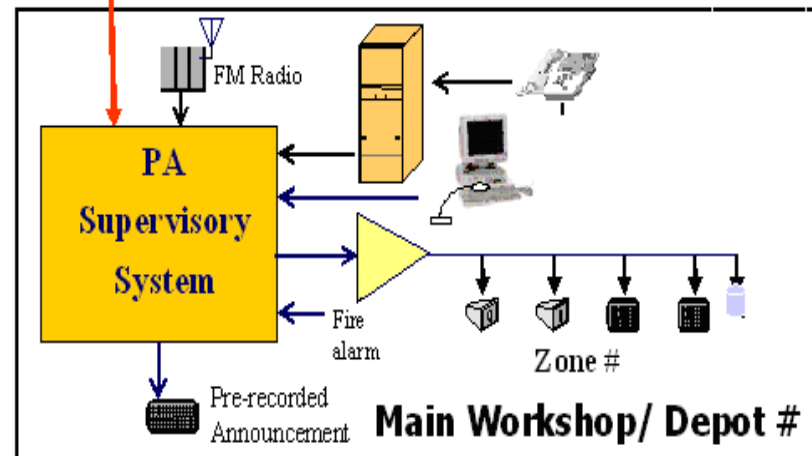 FM Radio
PA
Supervisory
System
Fire
alarm
Zone #
Pre-recorded
Announcement
Main Workshop/ Depot #